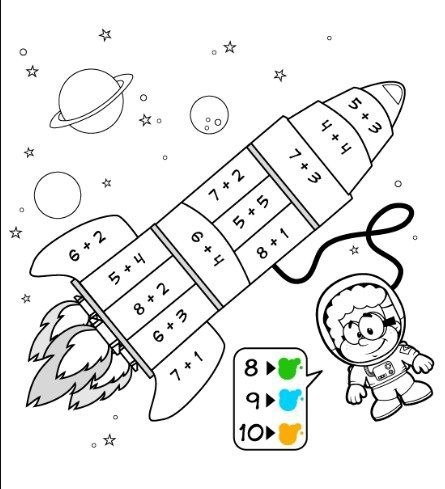 5 + 3
4 + 4
7 + 3
7 + 2
5 + 5
8 + 1
6 + 4
6 + 2
5 + 4
8 + 2
6 + 3
7 + 1
8
9
10